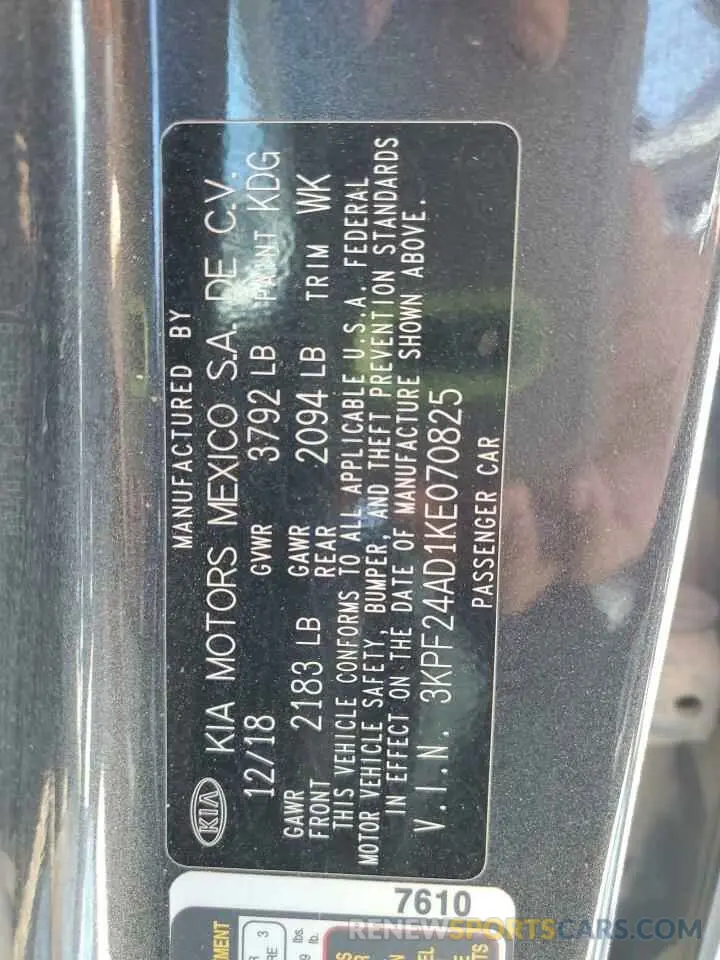 MANUFACTURED BY
KIA KIA MOTORS MEXICO S.A. DE C.V.
12/18 GVWR 3792 LB PAINT KDG
GAWR FRONT 2183 LB GAWR REAR 2094 LB TRIM WK
THIS VEHICLE CONFORMS TO ALL APPLICABLE U.S.A. FEDERAL
MOTOR VEHICLE SAFETY, BUMPER, AND THEFT PREVENTION STANDARDS
IN EFFECT ON THE DATE OF MANUFACTURE SHOWN ABOVE.
V.I.N. 3KPF24AD1KE070825
PASSENGER CAR
7610
RENEWSPORTSCARS.COM